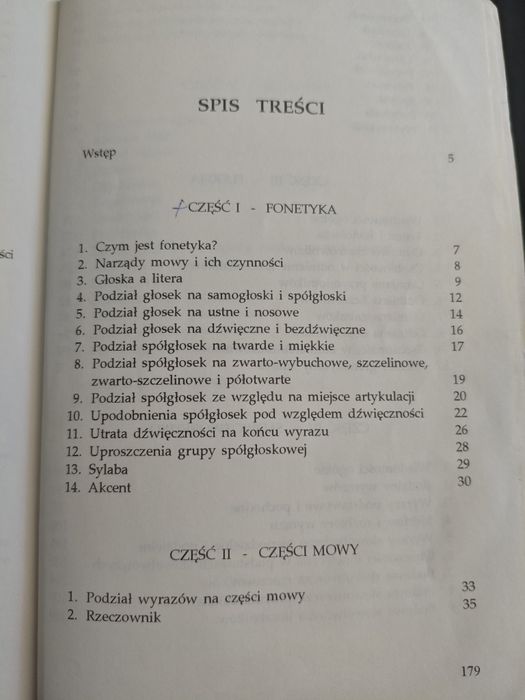 SPIS TREŚCI
Wstęp 5
CZĘŚĆ I - FONETYKA
1. Czym jest fonetyka? 7
2. Narządy mowy i ich czynności 8
3. Głoska a litera 9
4. Podział głosek na samogłoski i spółgłoski 12
5. Podział głosek na ustne i nosowe 14
6. Podział głosek na dźwięczne i bezdźwięczne 16
7. Podział spółgłosek na twarde i miękkie 17
8. Podział spółgłosek na zwarto-wybuchowe, szczelinowe,
zwarto-szczelinowe i półotwarte 19
9. Podział spółgłosek ze względu na miejsce artykulacji 20
10. Upodobnienia spółgłosek pod względem dźwięczności 22
11. Utrata dźwięczności na końcu wyrazu 26
12. Uproszczenia grupy spółgłoskowej 28
13. Sylaba 29
14. Akcent 30
CZĘŚĆ II - CZĘŚCI MOWY
1. Podział wyrazów na części mowy 33
2. Rzeczownik 35
179